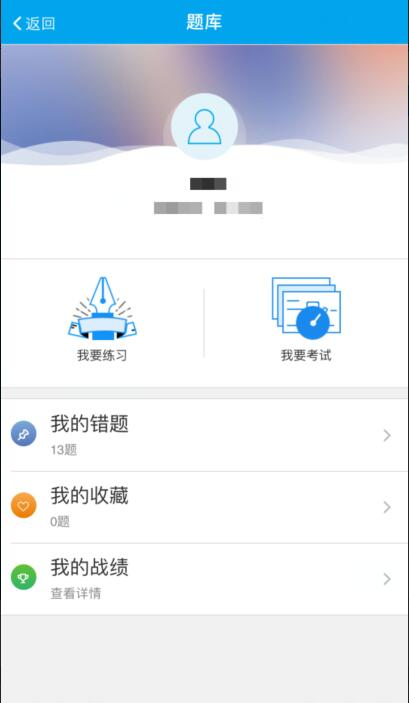 返回
题库
我要练习
我要考试
我的错题
13题
我的收藏
0题
我的战绩
查看详情